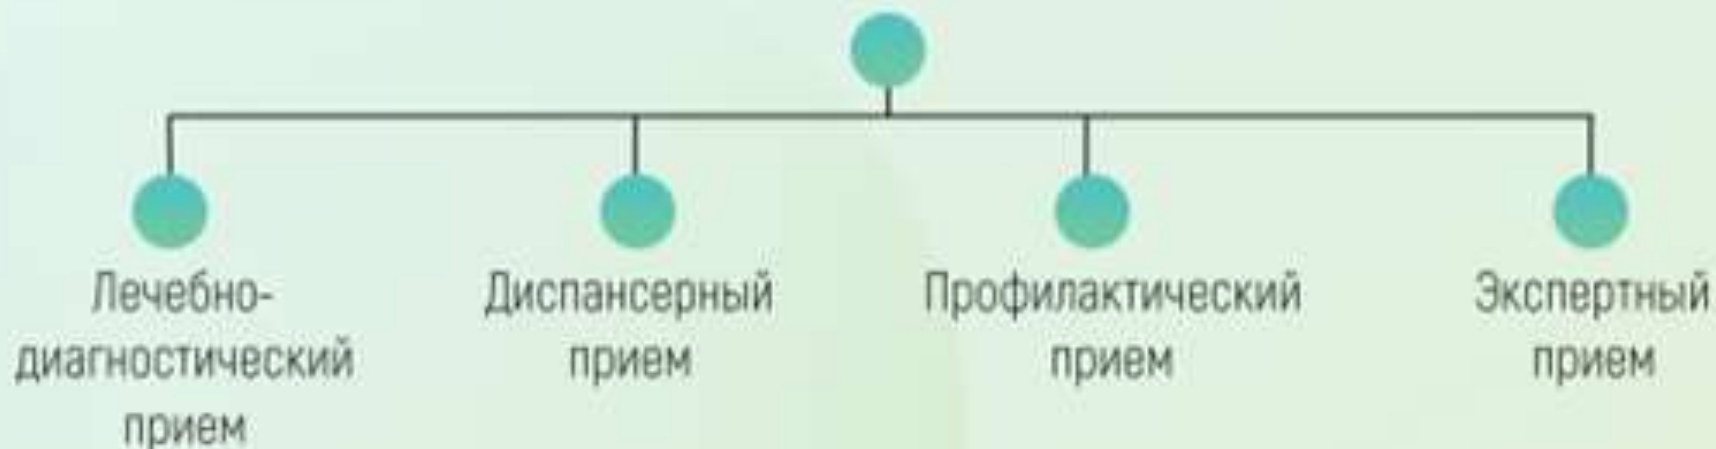 Лечебно-
диагностический
прием
Диспансерный
прием
Профилактический
прием
Экспертный
прием